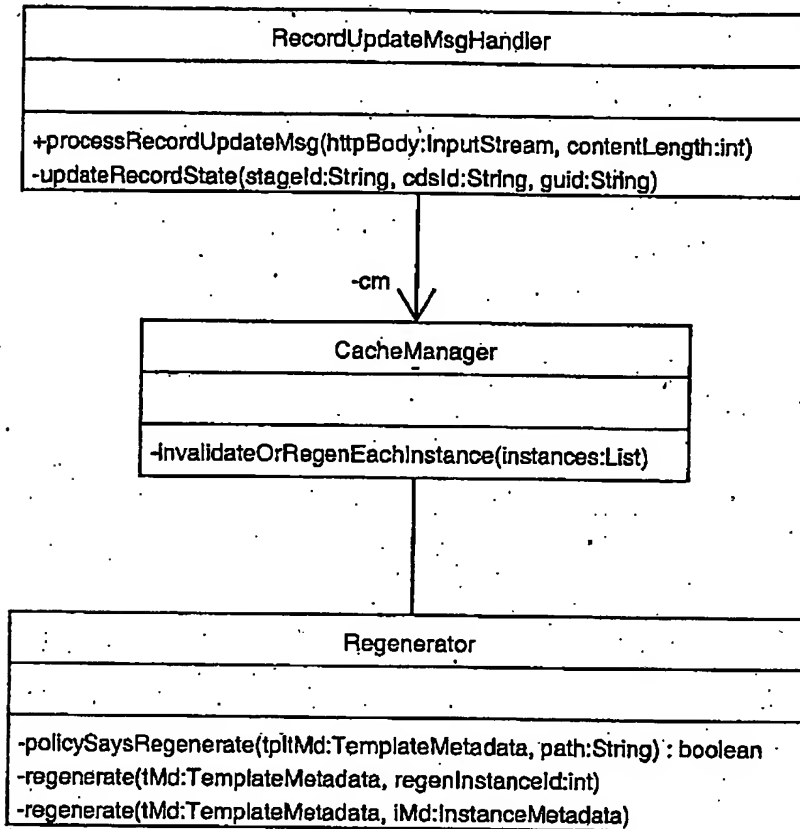 RecordUpdateMsgHandler
+processRecordUpdateMsg(httpBody:InputStream, contentLength:int)
-updateRecordState(stageId:String, cdsId:String, guid:String)
-cm
CacheManager
-invalidateOrRegenEachInstance(instances:List)
Regenerator
-policySaysRegenerate(tpltMd:TemplateMetadata, path:String) : boolean
-regenerate(tMd:TemplateMetadata, regenInstanceId:int)
-regenerate(tMd:TemplateMetadata, iMd:InstanceMetadata)